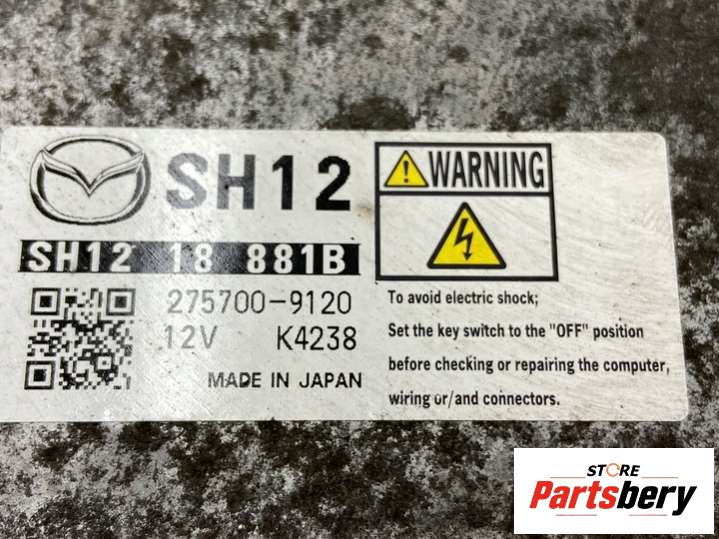 SH12
SH12 18 881B
275700-9120
12V K4238
MADE IN JAPAN
WARNING
To avoid electric shock;
Set the key switch to the "OFF" position
before checking or repairing the computer,
wiring or/and connectors.
STORE
Partsbery